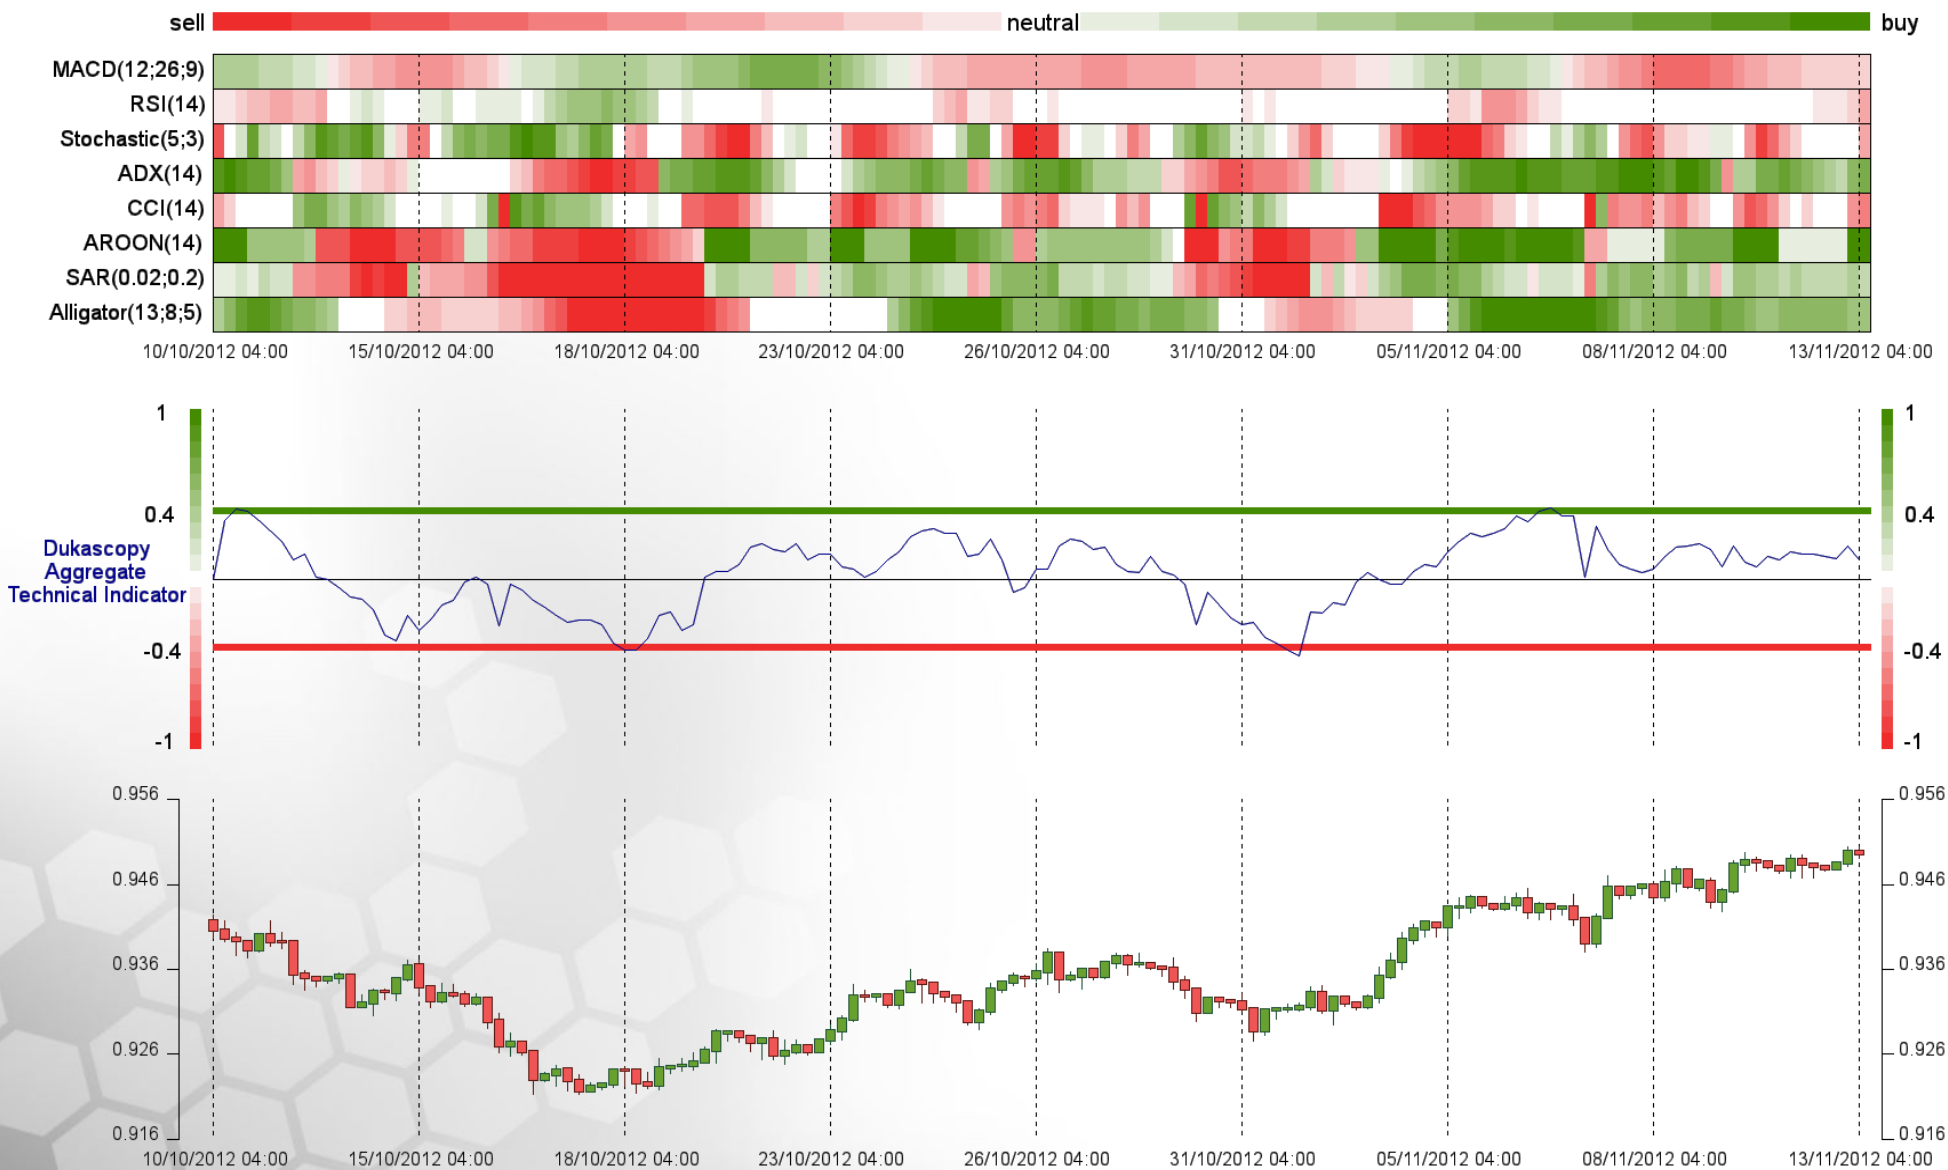 sell neutral buy
MACD(12;26;9)
RSI(14)
Stochastic(5;3)
ADX(14)
CCI(14)
AROON(14)
SAR(0.02;0.2)
Alligator(13;8;5)
10/10/2012 04:00 15/10/2012 04:00 18/10/2012 04:00 23/10/2012 04:00 26/10/2012 04:00 31/10/2012 04:00 05/11/2012 04:00 08/11/2012 04:00 13/11/2012 04:00
1 1
0.4 0.4
Dukascopy
Aggregate
Technical Indicator
-0.4 -0.4
-1 -1
0.956 0.956
0.946 0.946
0.936 0.936
0.926 0.926
0.916 0.916
10/10/2012 04:00 15/10/2012 04:00 18/10/2012 04:00 23/10/2012 04:00 26/10/2012 04:00 31/10/2012 04:00 05/11/2012 04:00 08/11/2012 04:00 13/11/2012 04:00